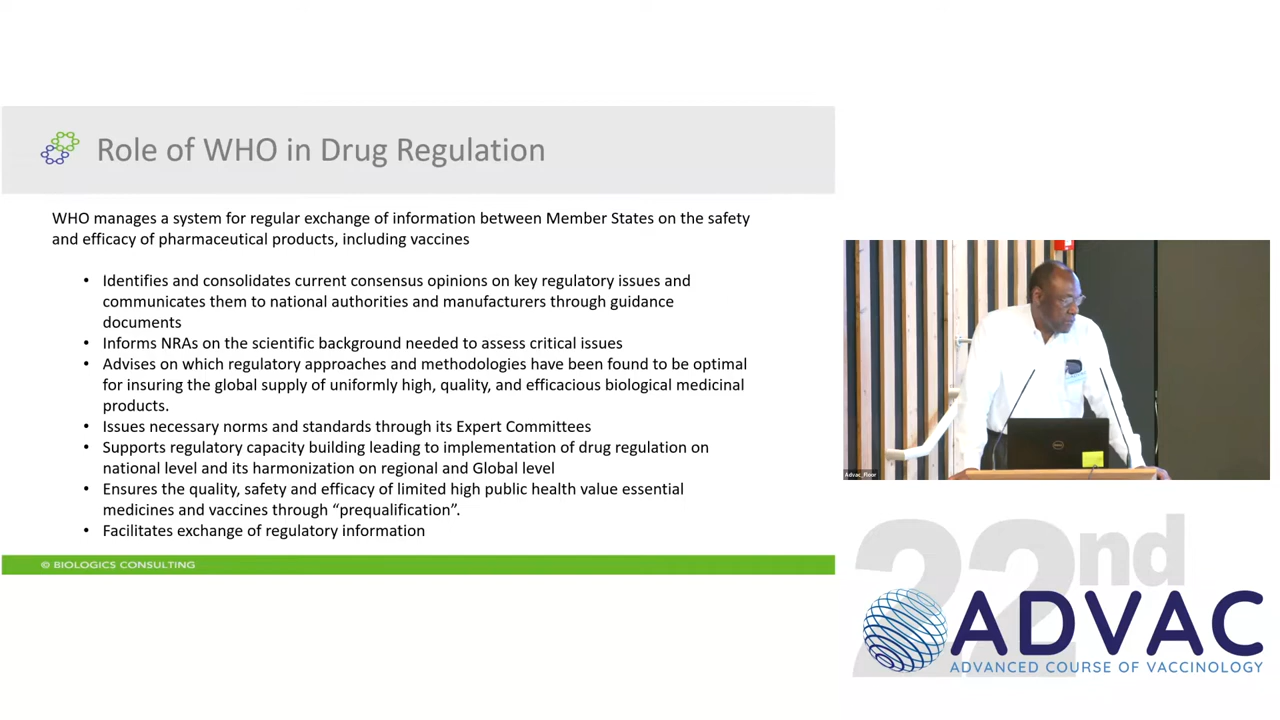 Role of WHO in Drug Regulation
WHO manages a system for regular exchange of information between Member States on the safety
and efficacy of pharmaceutical products, including vaccines
• Identifies and consolidates current consensus opinions on key regulatory issues and
communicates them to national authorities and manufacturers through guidance
documents
• Informs NRAs on the scientific background needed to assess critical issues
• Advises on which regulatory approaches and methodologies have been found to be optimal
for insuring the global supply of uniformly high, quality, and efficacious biological medicinal
products.
• Issues necessary norms and standards through its Expert Committees
• Supports regulatory capacity building leading to implementation of drug regulation on
national level and its harmonization on regional and Global level
• Ensures the quality, safety and efficacy of limited high public health value essential
medicines and vaccines through “prequalification”.
• Facilitates exchange of regulatory information
© BIOLOGICS CONSULTING
Advac_Floor
22nd
ADVAC
ADVANCED COURSE OF VACCINOLOGY